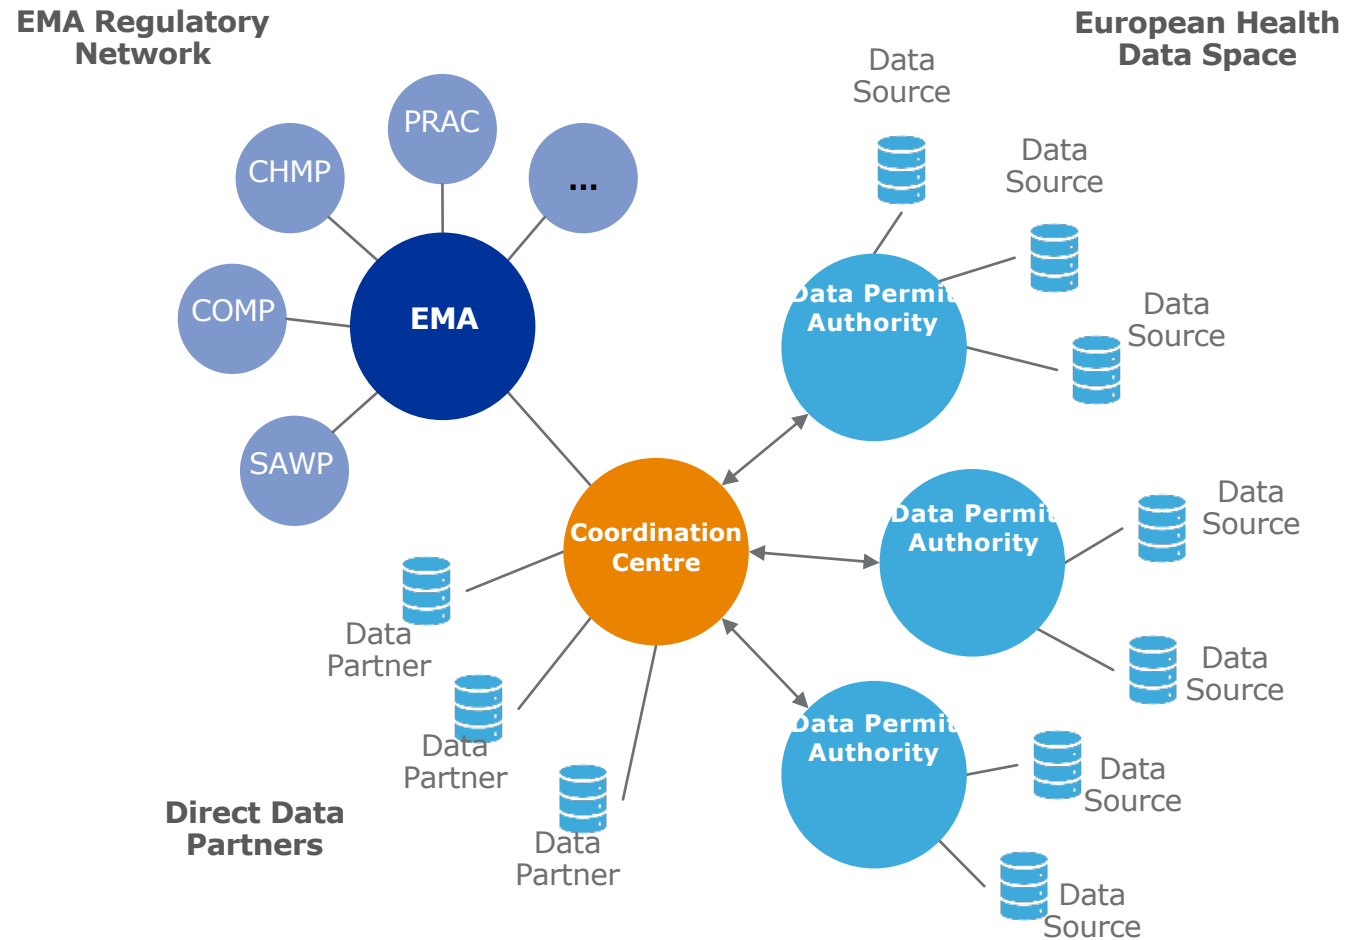 EMA Regulatory
Network
European Health
Data Space
Data
Source
PRAC
CHMP
...
Data
Source
COMP
EMA
Data Permit
Authority
Data
Source
SAWP
Coordination
Centre
Data Permit
Authority
Data
Source
Data
Source
Data
Partner
Data
Partner
Data
Partner
Direct Data
Partners
Data Permit
Authority
Data
Source
Data
Source